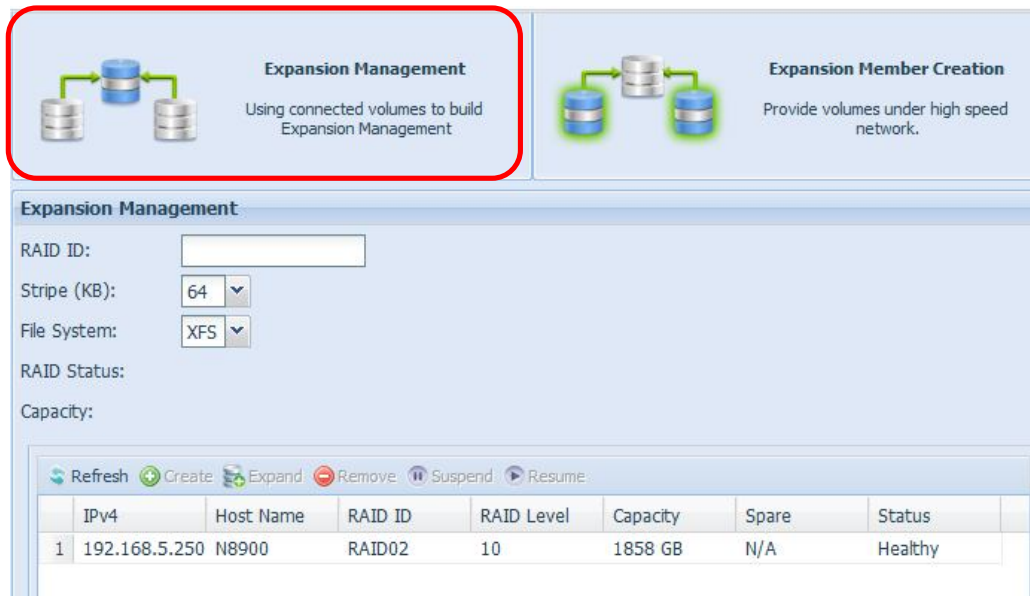 Expansion Management
Using connected volumes to build
Expansion Management
Expansion Member Creation
Provide volumes under high speed
network.
Expansion Management
RAID ID:
Stripe (KB): 64
File System: XFS
RAID Status:
Capacity:
Refresh Create Expand Remove Suspend Resume
IPv4 Host Name RAID ID RAID Level Capacity Spare Status
1 192.168.5.250 N8900 RAID02 10 1858 GB N/A Healthy